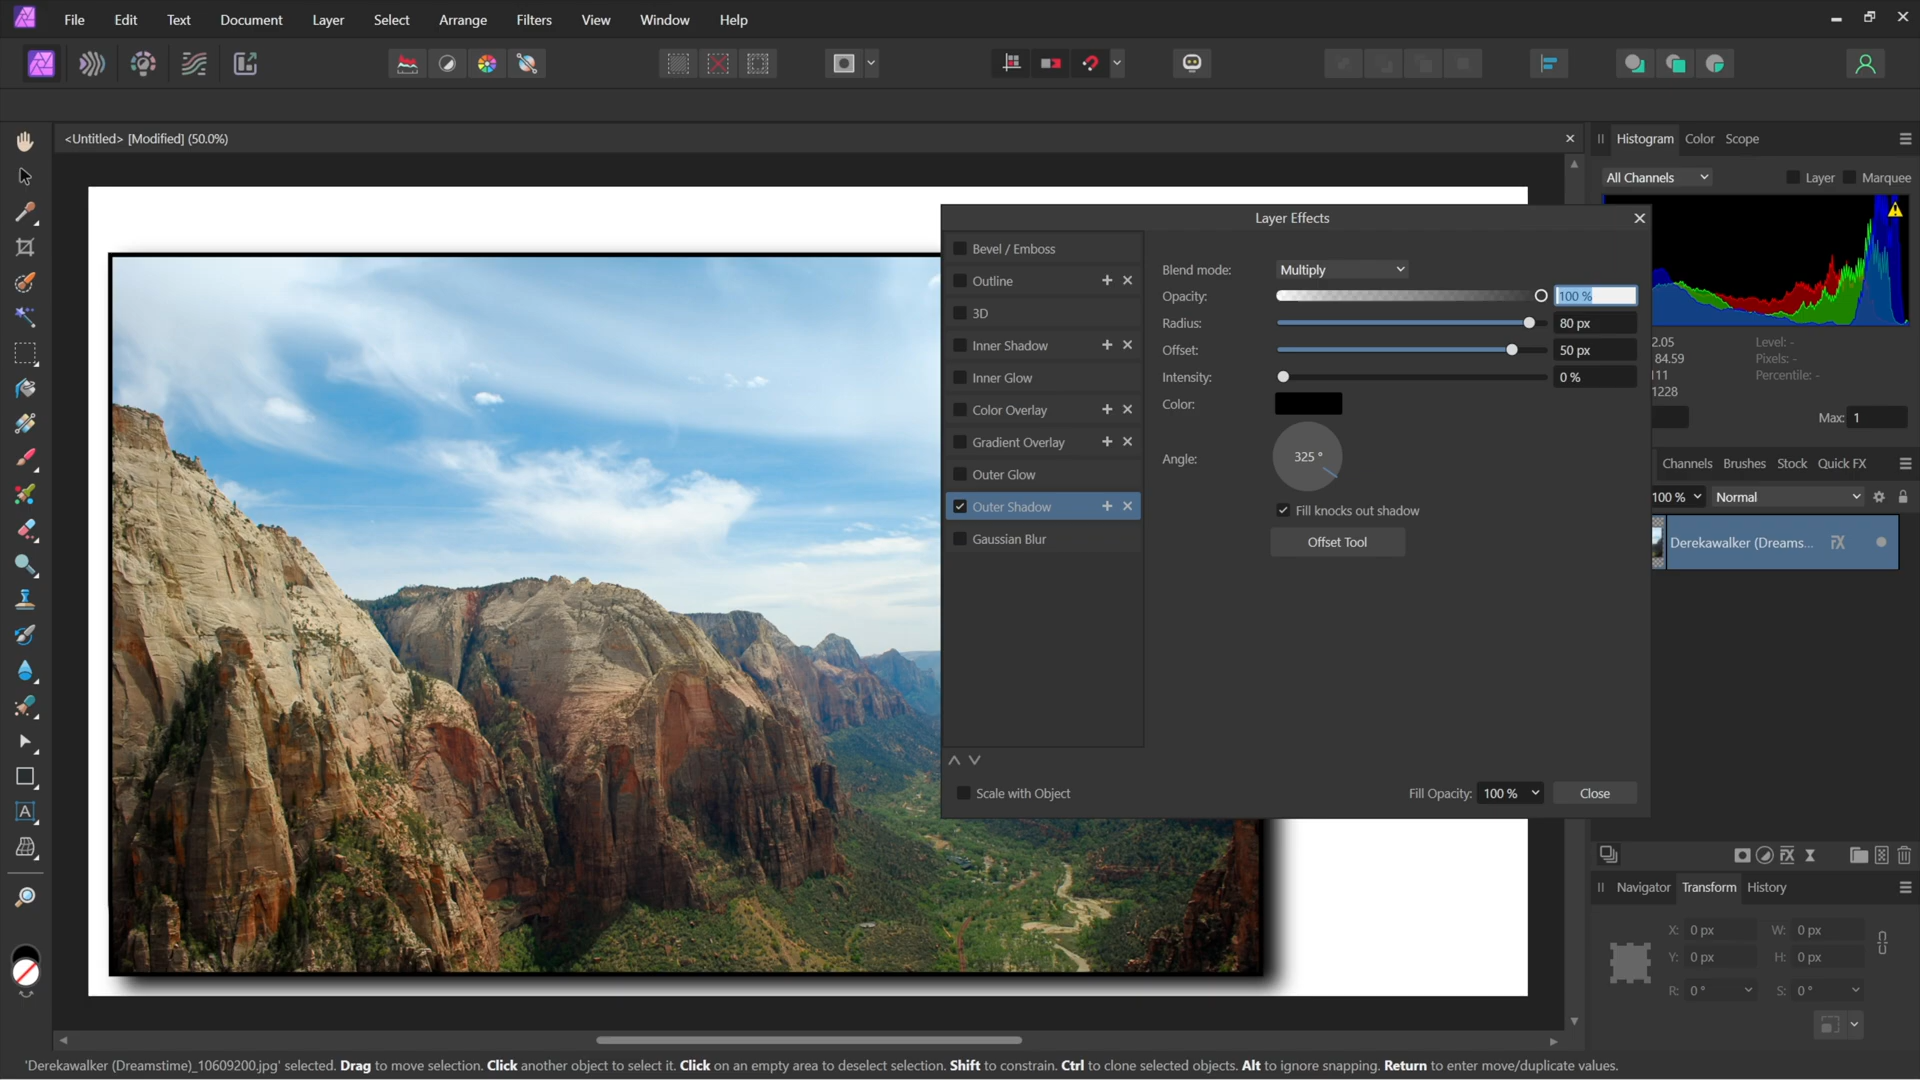 File Edit Text Document Layer Select Arrange Filters View Window Help
<Untitled> [Modified] (50.0%)
Histogram Color Scope
All Channels Layer Marquee
Layer Effects
Bevel / Emboss
Outline
3D
Inner Shadow
Inner Glow
Color Overlay
Gradient Overlay
Outer Glow
Outer Shadow
Gaussian Blur
Blend mode: Multiply
Opacity: 100 %
Radius: 80 px
Offset: 50 px
Intensity: 0 %
Color:
Angle: 325 °
Fill knocks out shadow
Offset Tool
Scale with Object
Fill Opacity: 100 % Close
2.05 Level: -
84.59 Pixels: -
111 Percentile: -
1228
Max: 1
Channels Brushes Stock Quick FX
100 % Normal
Derekawalker (Dreams...
Navigator Transform History
X: 0 px W: 0 px
Y: 0 px H: 0 px
R: 0 ° S: 0 °
'Derekawalker (Dreamstime)_10609200.jpg' selected. Drag to move selection. Click another object to select it. Click on an empty area to deselect selection. Shift to constrain. Ctrl to clone selected objects. Alt to ignore snapping. Return to enter move/duplicate values.